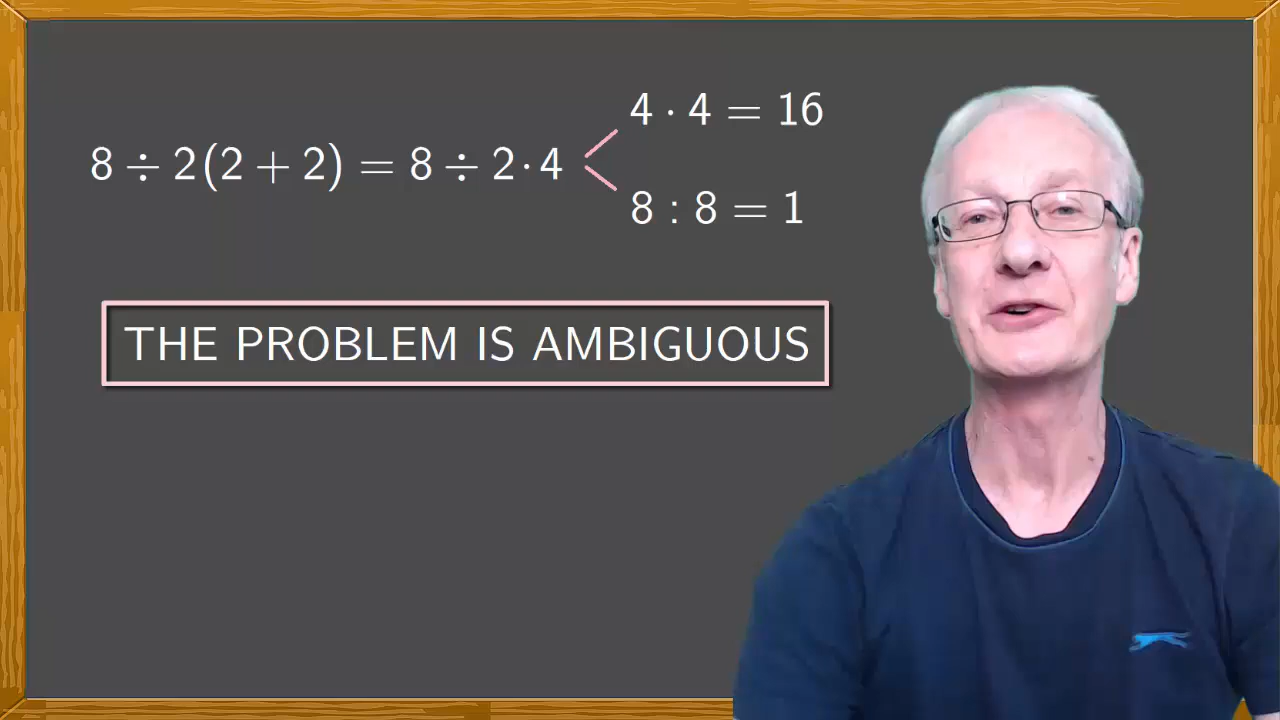 8 ÷ 2(2 + 2) = 8 ÷ 2 · 4
4 · 4 = 16
8 : 8 = 1
THE PROBLEM IS AMBIGUOUS